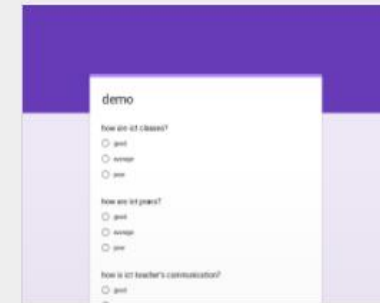 demo
how are ict classes?
good
average
poor
how are ict pracs?
good
average
poor
how is ict teacher's communication?
good